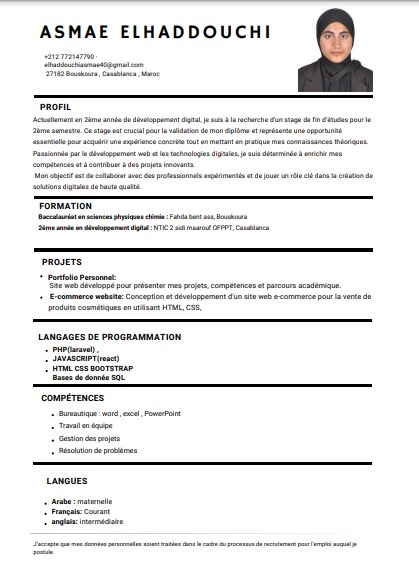 ASMAE ELHADDOUCHI
+212 772147790 ·
elhaddouchiasmae40@gmail.com
27182 Bouskoura , Casablanca , Maroc
PROFIL
Actuellement en 2ème année de développement digital, je suis à la recherche d'un stage de fin d'études pour le
2ème semestre. Ce stage est crucial pour la validation de mon diplôme et représente une opportunité
essentielle pour acquérir une expérience concrète tout en mettant en pratique mes connaissances théoriques.
Passionnée par le développement web et les technologies digitales, je suis déterminée à enrichir mes
compétences et à contribuer à des projets innovants.
Mon objectif est de collaborer avec des professionnels expérimentés et de jouer un rôle clé dans la création de
solutions digitales de haute qualité.
FORMATION
Baccalauréat en sciences physiques chimie : Fahda bent ass, Bouskoura
2éme année en développement digital : NTIC 2 sidi maarouf OFPPT, Casablanca
PROJETS
• Portfolio Personnel:
Site web développé pour présenter mes projets, compétences et parcours académique.
• E-commerce website: Conception et développement d'un site web e-commerce pour la vente de
produits cosmétiques en utilisant HTML, CSS,
LANGAGES DE PROGRAMMATION
• PHP(laravel) ,
• JAVASCRIPT(react)
• HTML CSS BOOTSTRAP
Bases de donnée SQL
COMPÉTENCES
• Bureautique : word , excel , PowerPoint
• Travail en équipe
• Gestion des projets
• Résolution de problèmes
LANGUES
• Arabe : maternelle
• Français: Courant
• anglais: intermédiaire
J'accepte que mes données personnelles soient traitées dans le cadre du processus de recrutement pour l'emploi auquel je
postule.